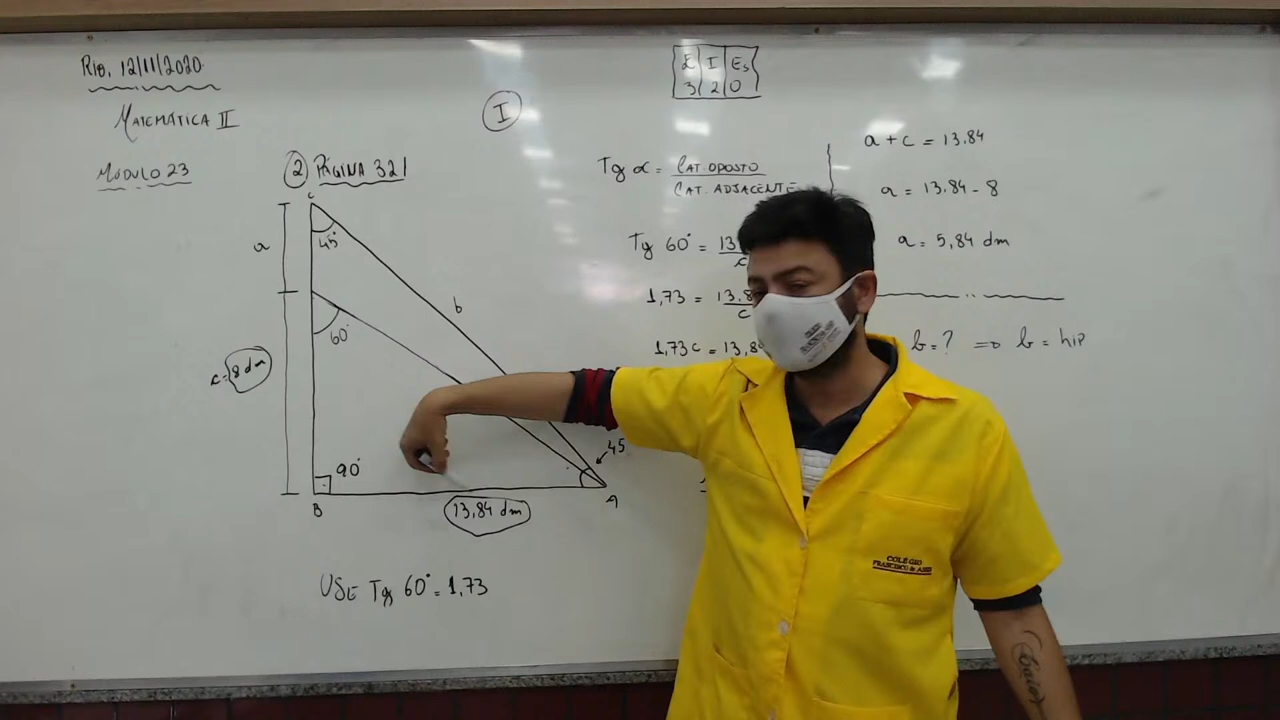 Rib. 12/11/2020
MATEMÁTICA II
MÓDULO 23
I
E I Es
3 2 0
2 PÁGINA 321
C
45°
a
60°
b
c = 8 dm
90°
45
B
13,84 dm
A
USE Tg 60° = 1,73
Tg α = CAT. OPOSTO
CAT. ADJACENTE
Tg 60° = 13
c
1,73 = 13.8
c
1,73c = 13,84
a + c = 13.84
a = 13.84 - 8
a = 5,84 dm
b = ? => b = hip
COLÉGIO
FRANCISCO de ASSIS